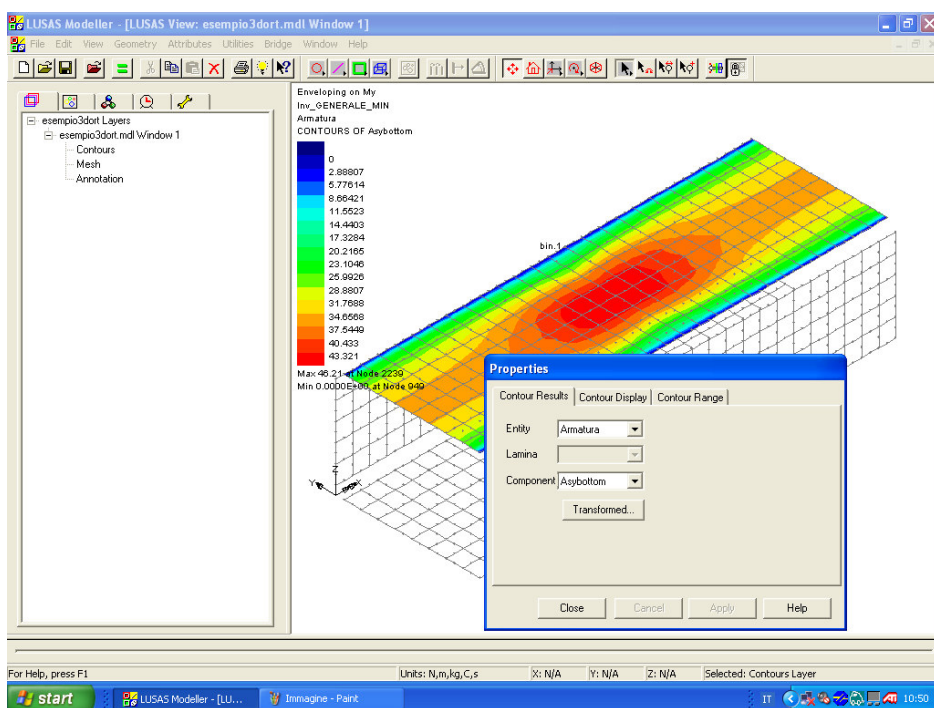 LUSAS Modeller - [LUSAS View: esempio3dort.mdl Window 1]
File Edit View Geometry Attributes Utilities Bridge Window Help
esempio3dort Layers
esempio3dort.mdl Window 1
Contours
Mesh
Annotation
Enveloping on My
Inv_GENERALE_MIN
Armatura
CONTOURS OF Asybottom
0
2.88807
5.77614
8.66421
11.5523
14.4403
17.3284
20.2165
23.1046
25.9926
28.8807
31.7688
34.6568
37.5449
40.433
43.321
Max 46.21 at Node 2239
Min 0.0000E+00 at Node 949
bin.1
Z
Y
X
Properties
Contour Results
Contour Display
Contour Range
Entity Armatura
Lamina
Component Asybottom
Transformed...
Close Cancel Apply Help
For Help, press F1
Units: N,m,kg,C,s
X: N/A
Y: N/A
Z: N/A
Selected: Contours Layer
start
LUSAS Modeller - [LU...
Immagine - Paint
IT
10:50